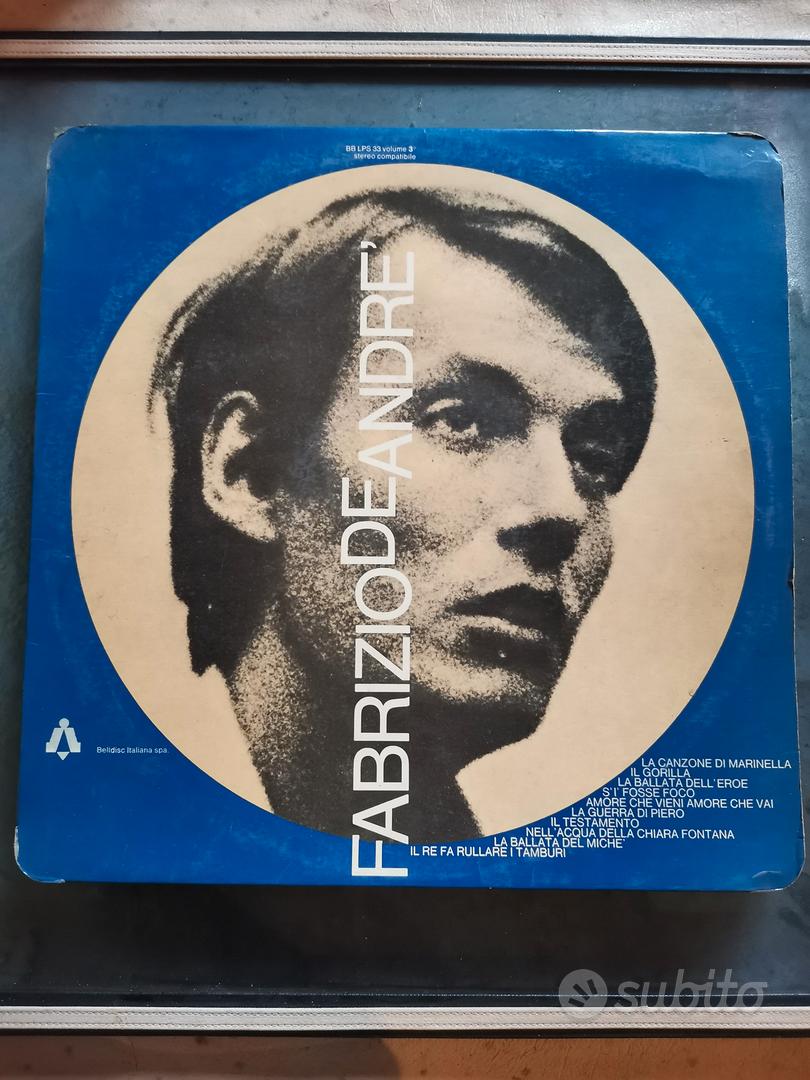 BB LPS 33 volume 3°
stereo compatibile
FABRIZIO DE ANDRE'
Belldisc Italiana spa.
LA CANZONE DI MARINELLA
IL GORILLA
LA BALLATA DELL'EROE
S'I' FOSSE FOCO
AMORE CHE VIENI AMORE CHE VAI
LA GUERRA DI PIERO
IL TESTAMENTO
NELL'ACQUA DELLA CHIARA FONTANA
LA BALLATA DEL MICHE'
IL RE FA RULLARE I TAMBURI
subito